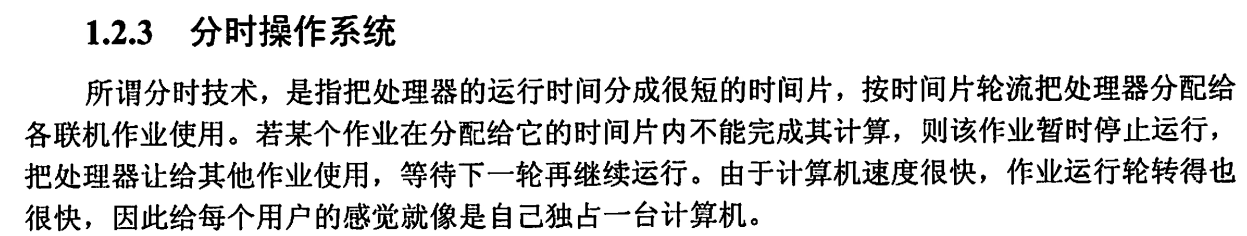 1.2.3 分时操作系统
所谓分时技术，是指把处理器的运行时间分成很短的时间片，按时间片轮流把处理器分配给
各联机作业使用。若某个作业在分配给它的时间片内不能完成其计算，则该作业暂时停止运行，
把处理器让给其他作业使用，等待下一轮再继续运行。由于计算机速度很快，作业运行轮转得也
很快，因此给每个用户的感觉就像是自己独占一台计算机。